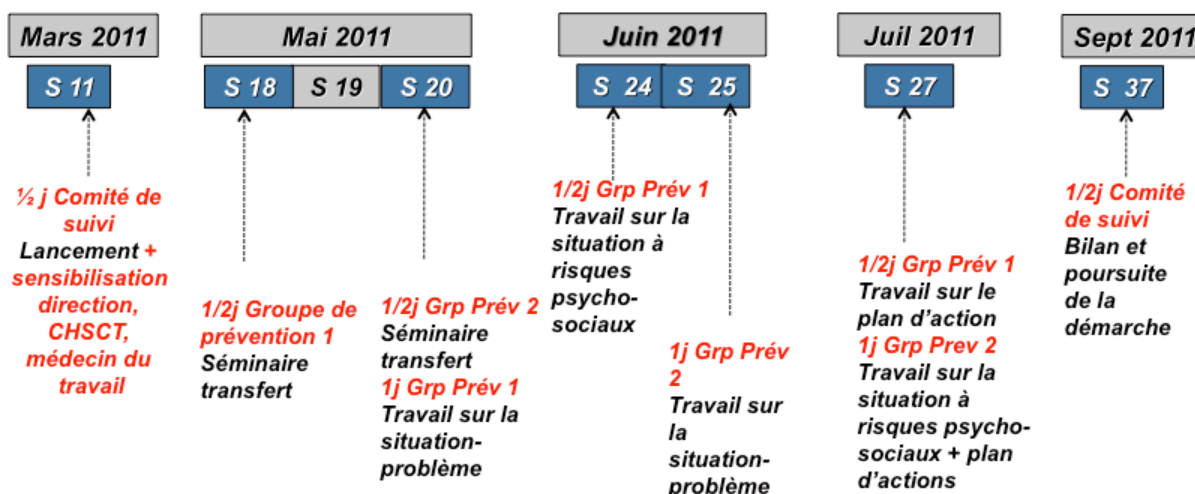 Mars 2011
Mai 2011
Juin 2011
Juil 2011
Sept 2011
S 11
S 18
S 19
S 20
S 24
S 25
S 27
S 37
½ j Comité de
suivi
Lancement +
sensibilisation
direction,
CHSCT,
médecin du
travail
1/2j Groupe de
prévention 1
Séminaire
transfert
1/2j Grp Prév 2
Séminaire
transfert
1j Grp Prév 1
Travail sur la
situation-
problème
1/2j Grp Prév 1
Travail sur la
situation à
risques
psycho-
sociaux
1j Grp Prév
2
Travail sur
la
situation-
problème
1/2j Grp Prév 1
Travail sur le
plan d’action
1j Grp Prev 2
Travail sur la
situation à
risques psycho-
sociaux + plan
d’actions
1/2j Comité
de suivi
Bilan et
poursuite
de la
démarche